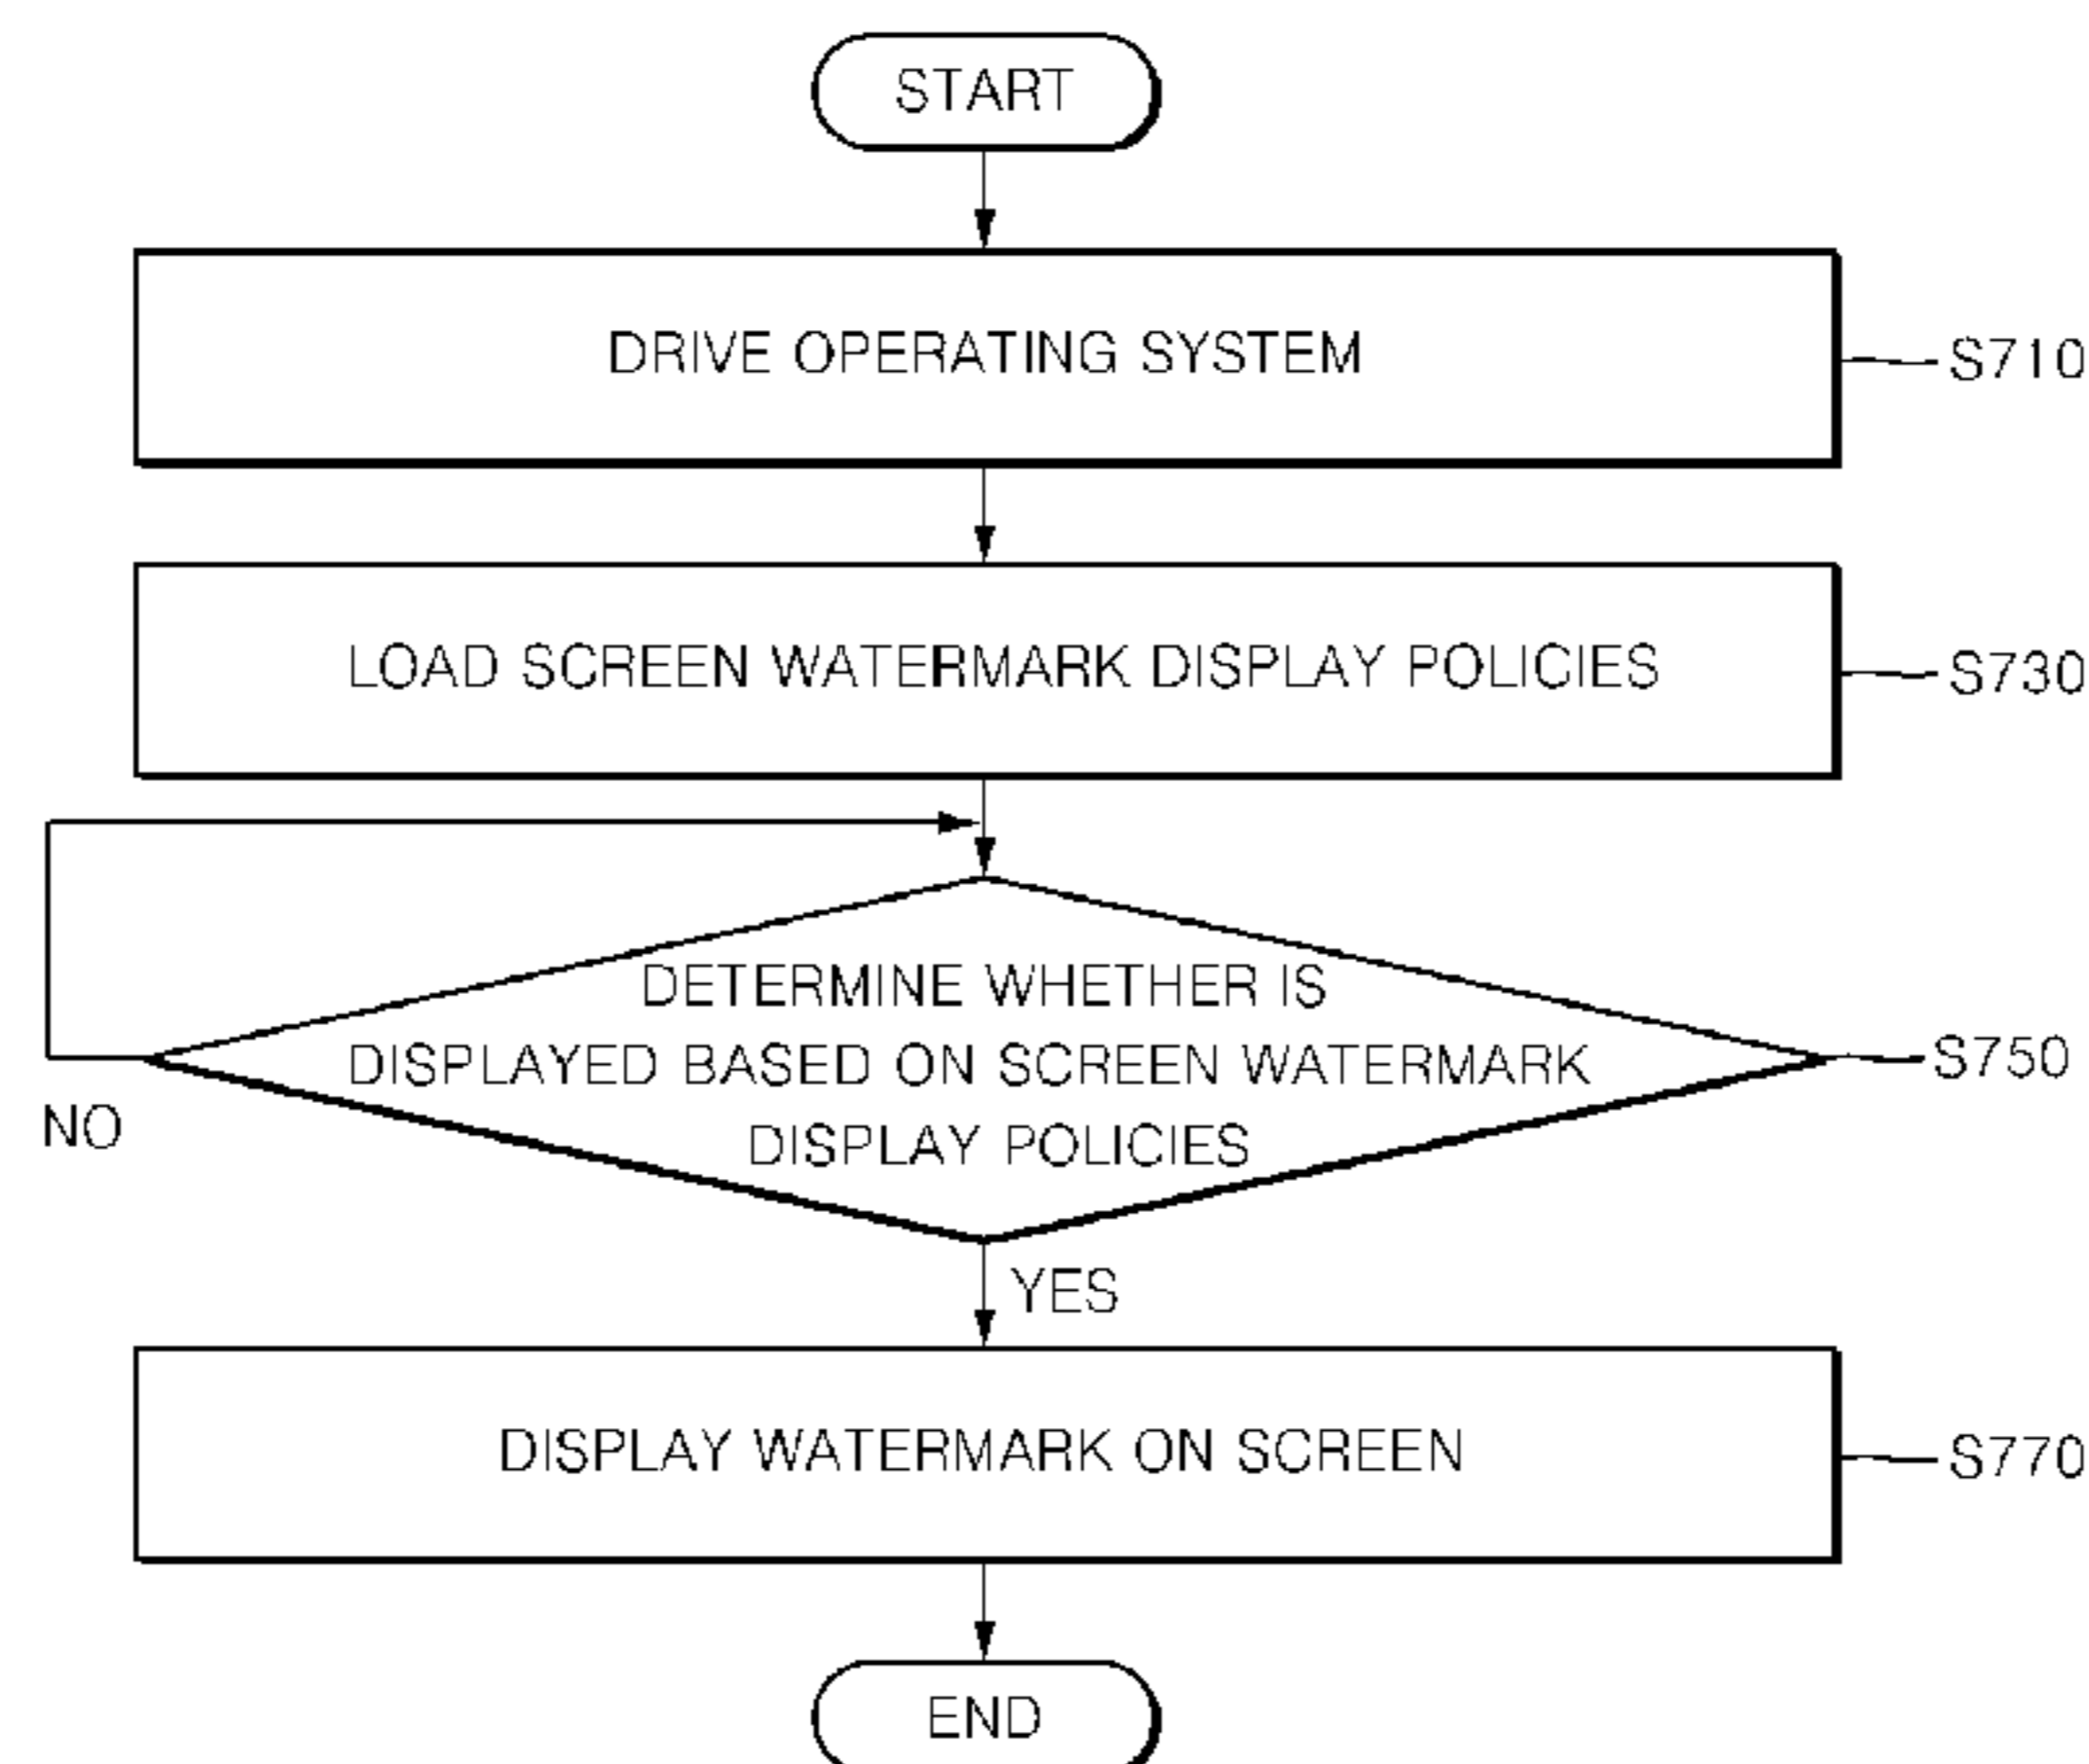 START
DRIVE OPERATING SYSTEM
S710
LOAD SCREEN WATERMARK DISPLAY POLICIES
S730
DETERMINE WHETHER IS
DISPLAYED BASED ON SCREEN WATERMARK
DISPLAY POLICIES
S750
NO
YES
DISPLAY WATERMARK ON SCREEN
S770
END